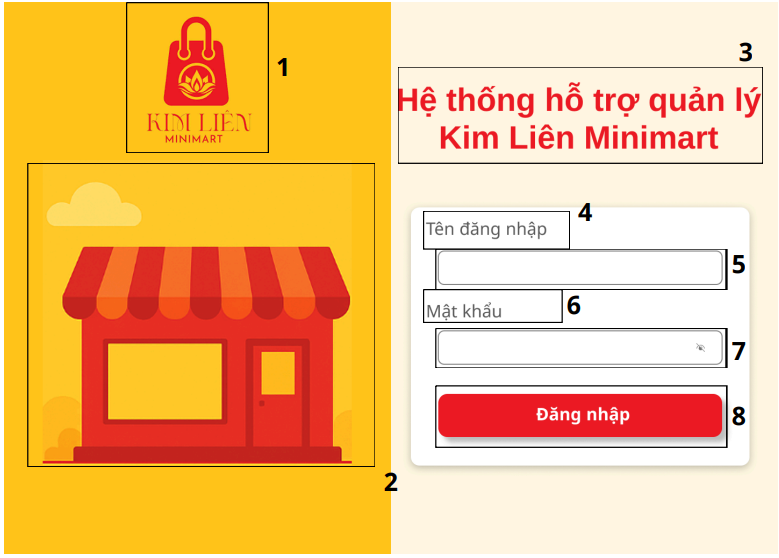 KIM LIÊN
MINIMART
1
2
3
Hệ thống hỗ trợ quản lý
Kim Liên Minimart
4
Tên đăng nhập
5
6
Mật khẩu
7
Đăng nhập
8